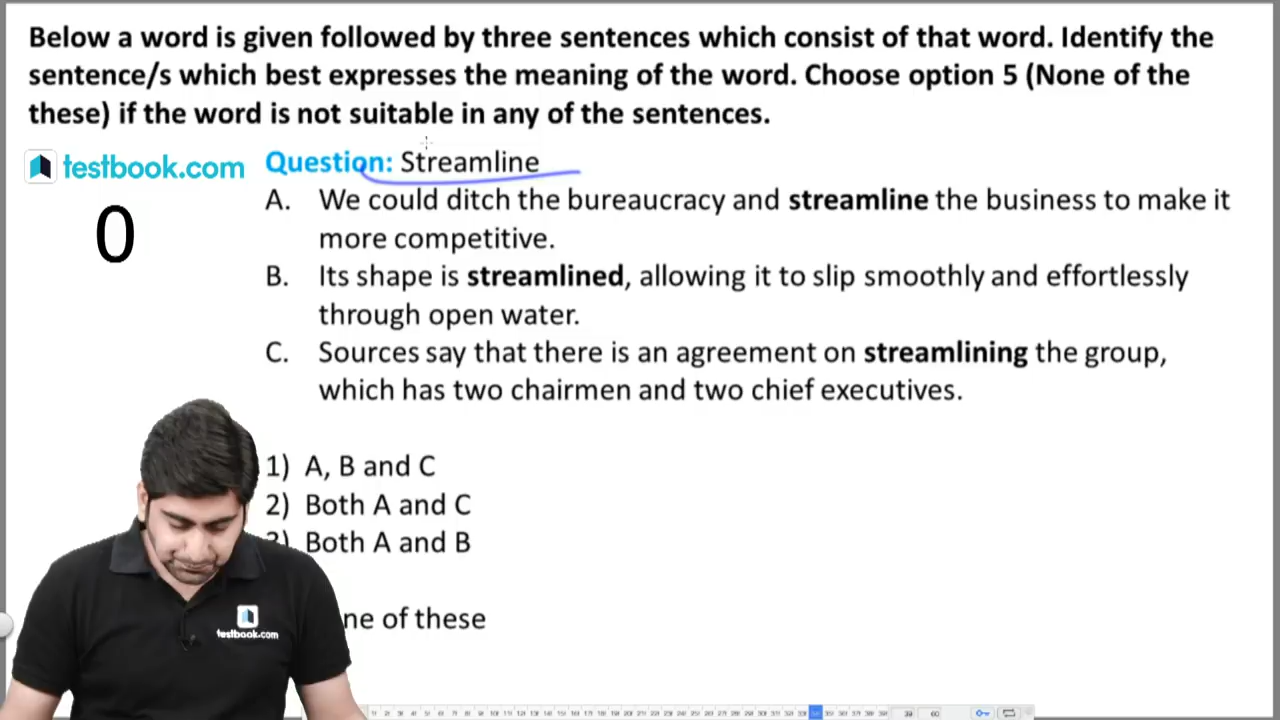 Below a word is given followed by three sentences which consist of that word. Identify the
sentence/s which best expresses the meaning of the word. Choose option 5 (None of the
these) if the word is not suitable in any of the sentences.
testbook.com
Question: Streamline
0
A. We could ditch the bureaucracy and streamline the business to make it
more competitive.
B. Its shape is streamlined, allowing it to slip smoothly and effortlessly
through open water.
C. Sources say that there is an agreement on streamlining the group,
which has two chairmen and two chief executives.
1) A, B and C
2) Both A and C
3) Both A and B
ne of these
testbook.com